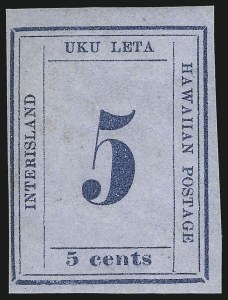 UKU LETA
INTERISLAND
5
HAWAIIAN POSTAGE
5 cents